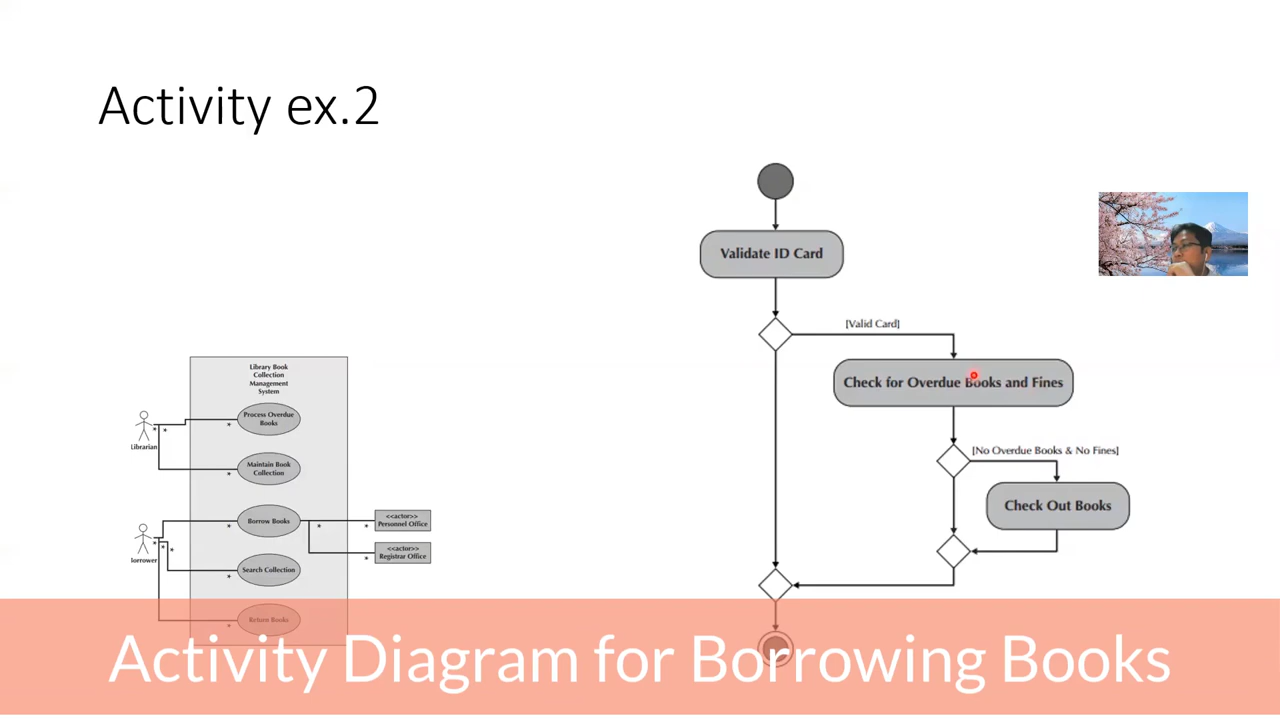 Activity ex.2
Validate ID Card
[Valid Card]
Check for Overdue Books and Fines
[No Overdue Books & No Fines]
Check Out Books
Library Book
Collection
Management
System
Process Overdue
Books
Librarian
Maintain Book
Collection
Borrow Books
<<actor>>
Personnel Office
<<actor>>
Registrar Office
orrower
Search Collection
Return Books
Activity Diagram for Borrowing Books